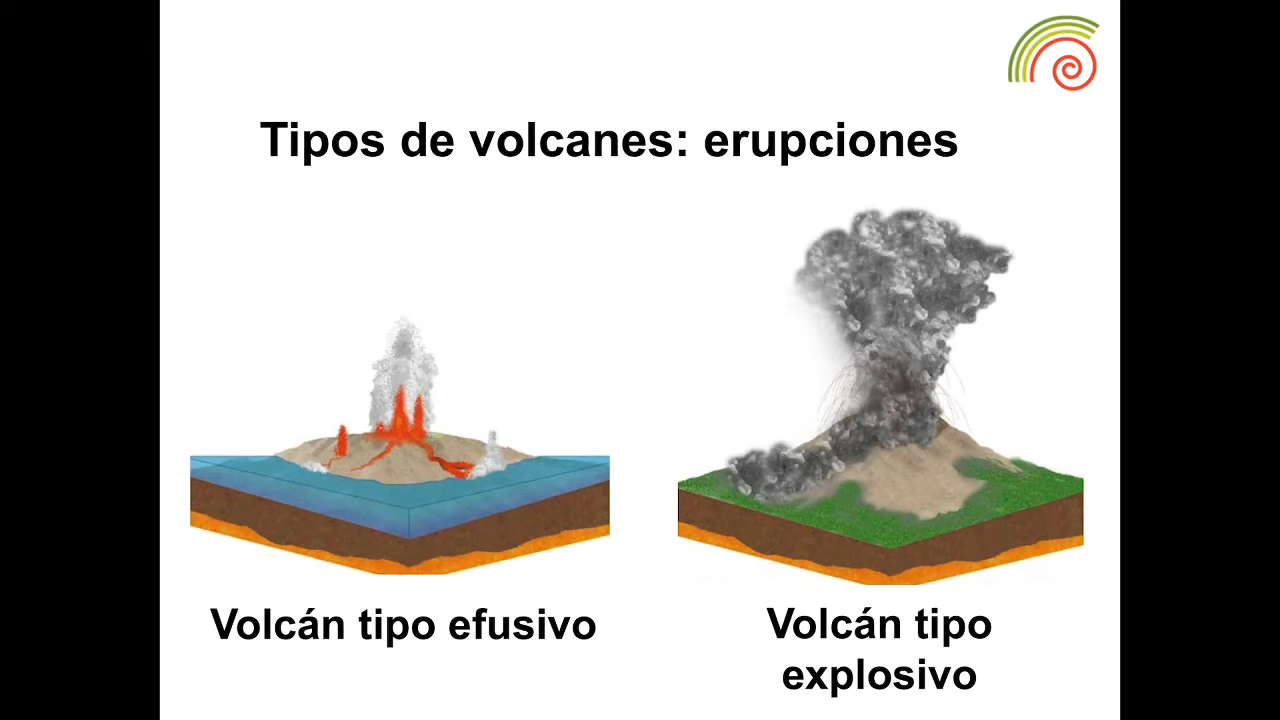 Tipos de volcanes: erupciones
Volcán tipo efusivo
Volcán tipo
explosivo